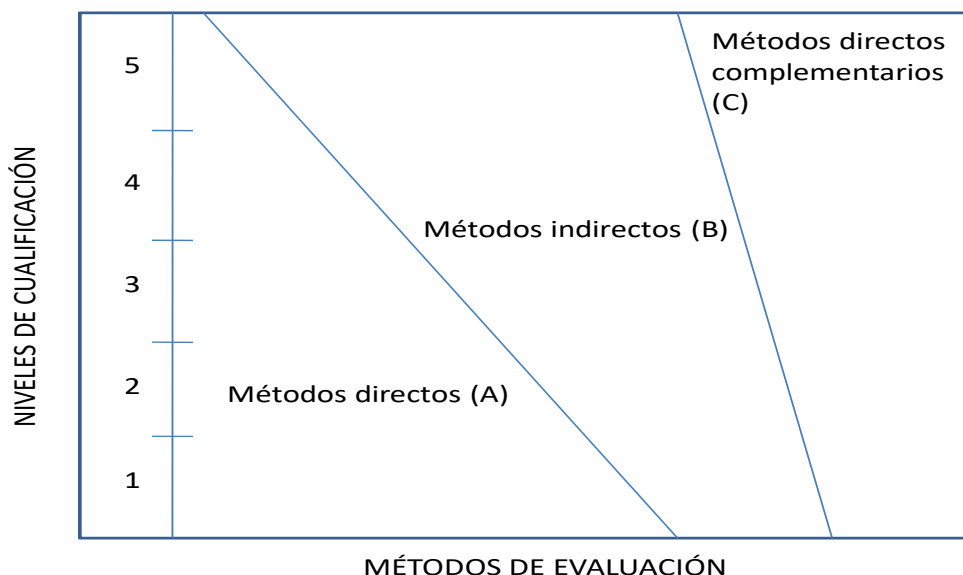 NIVELES DE CUALIFICACIÓN
5
4
3
2
1
Métodos directos (A)
Métodos indirectos (B)
Métodos directos
complementarios
(C)
MÉTODOS DE EVALUACIÓN